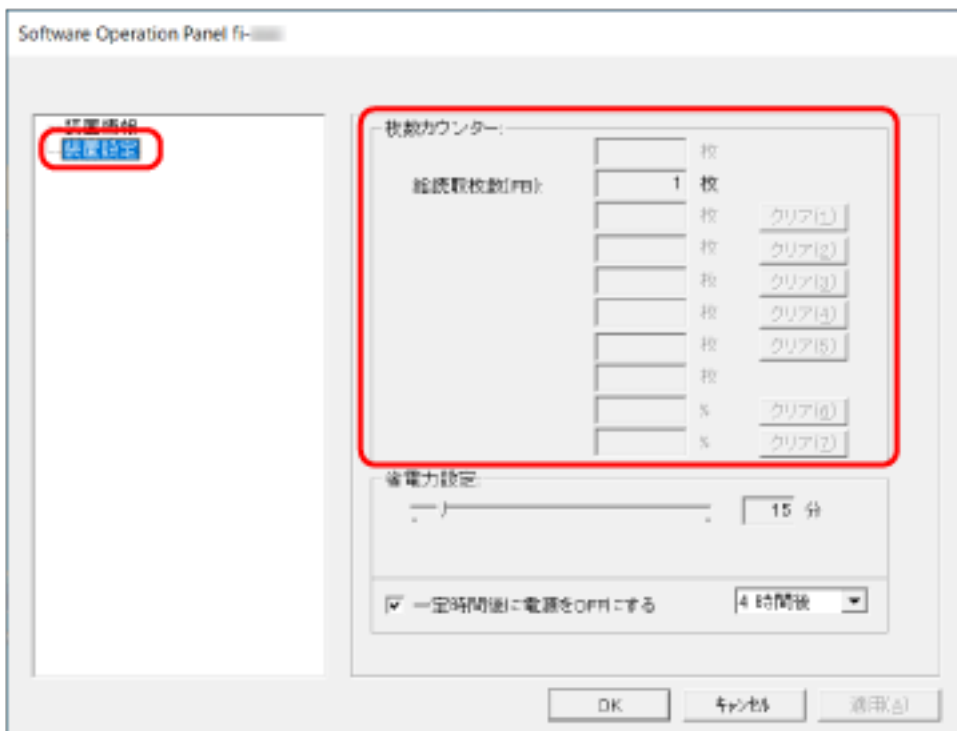 Software Operation Panel fi-
装置情報
装置設定
枚数カウンター:
枚
総読取枚数(FB): 1 枚
枚 クリア(1)
枚 クリア(2)
枚 クリア(3)
枚 クリア(4)
枚 クリア(5)
枚
% クリア(6)
% クリア(7)
省電力設定:
15 分
一定時間後に電源をOFFにする 4 時間後
OK キャンセル 適用(A)